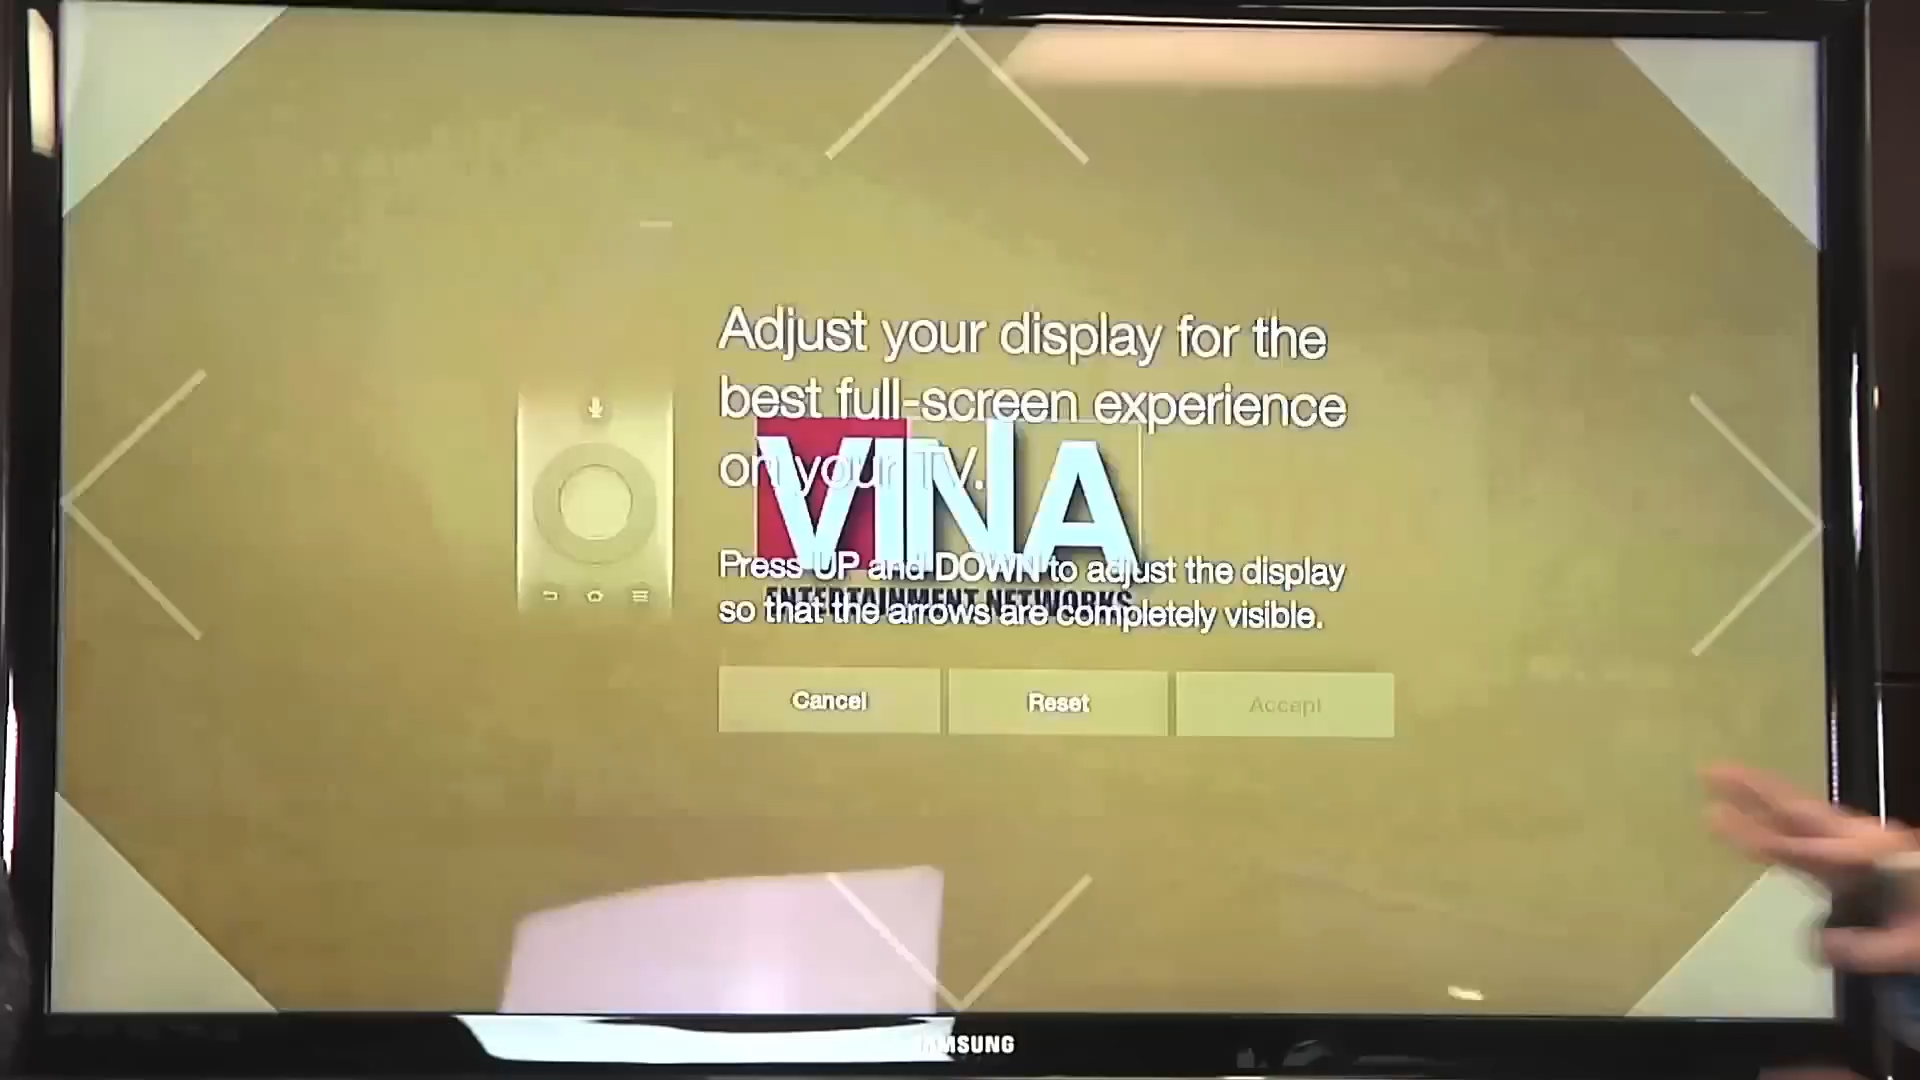 Adjust your display for the
best full-screen experience
on your TV.
VINA
ENTERTAINMENT NETWORKS
Press UP and DOWN to adjust the display
so that the arrows are completely visible.
Cancel
Reset
Accept
SAMSUNG